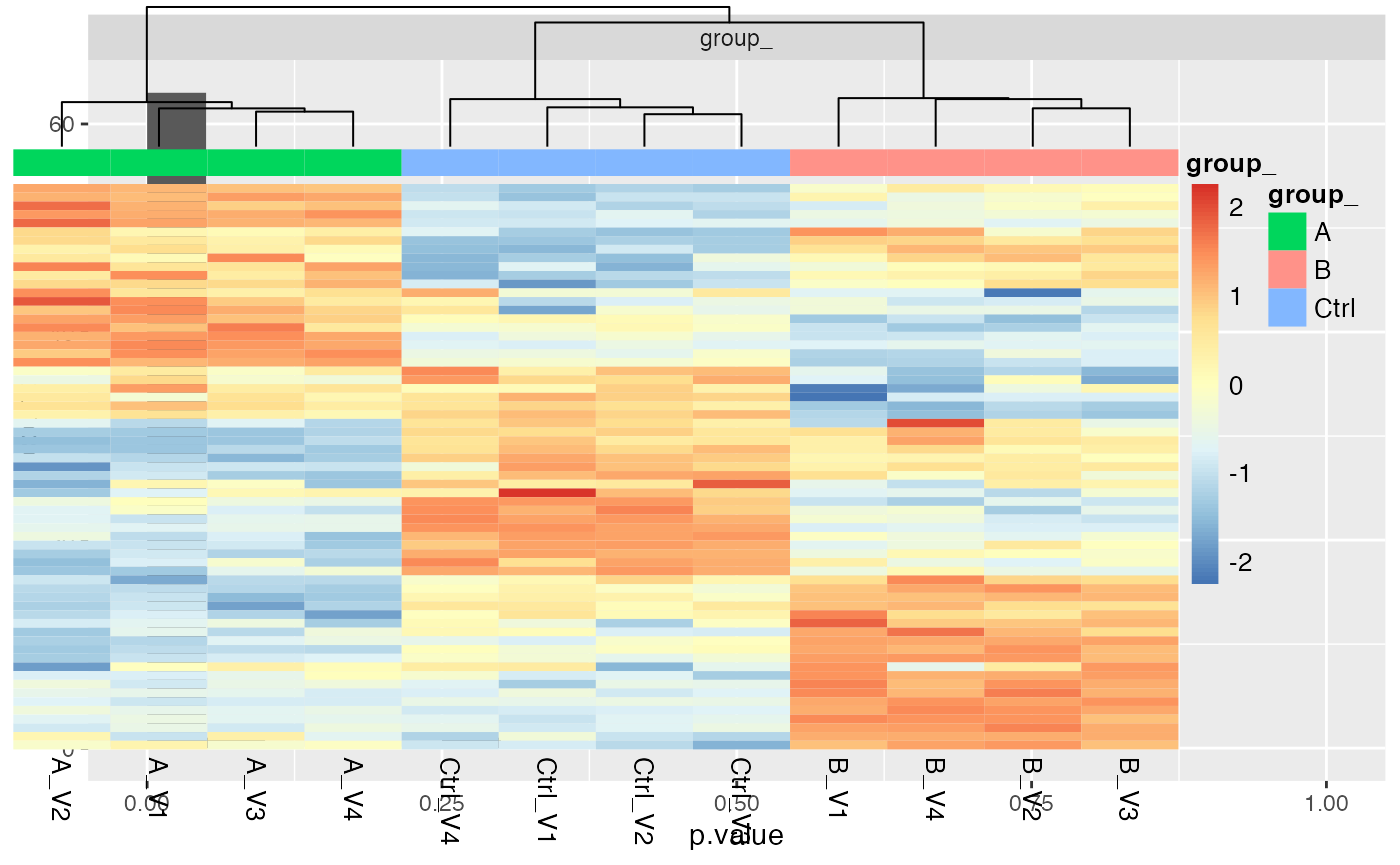 group_
60
group_
2
1
0
-1
-2
group_
A
B
Ctrl
A_V2
A_V1
A_V3
A_V4
Ctrl_V4
Ctrl_V1
Ctrl_V2
Ctrl_V3
B_V1
B_V4
B_V2
B_V3
0.00
0.25
0.50
0.75
1.00
p.value